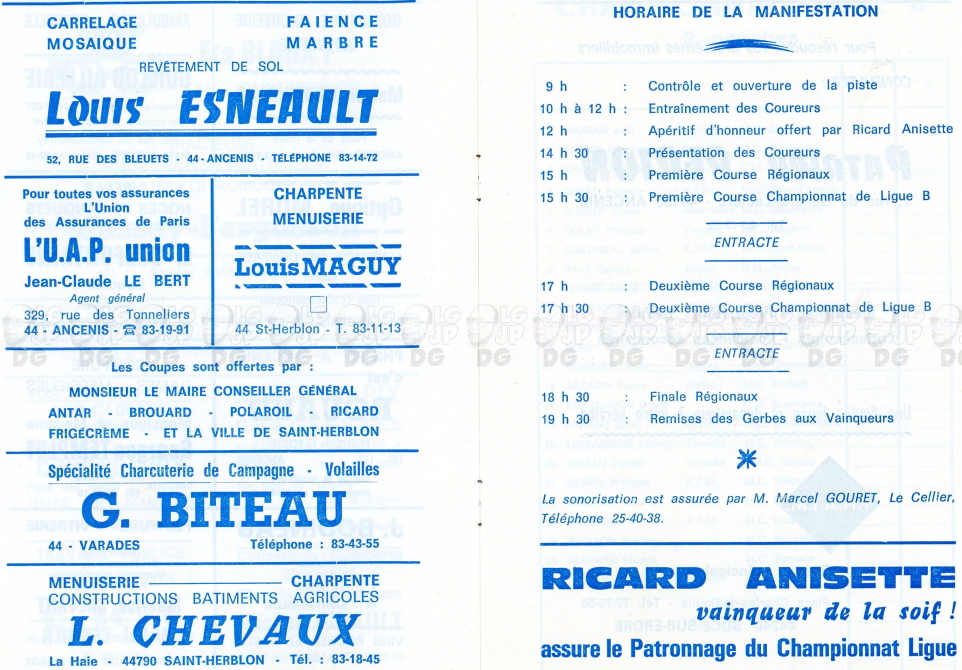 CARRELAGE
MOSAIQUE
FAIENCE
MARBRE
REVÊTEMENT DE SOL
LOUIS ESNEAULT
52, RUE DES BLEUETS - 44 - ANCENIS - TÉLÉPHONE 83-14-72
Pour toutes vos assurances
L'Union
des Assurances de Paris
L'U.A.P. union
Jean-Claude LE BERT
Agent général
329, rue des Tonneliers
44 - ANCENIS - ☎ 83-19-91
CHARPENTE
MENUISERIE
Louis MAGUY
44 St-Herblon - T. 83-11-13
Les Coupes sont offertes par :
MONSIEUR LE MAIRE CONSEILLER GÉNÉRAL
ANTAR - BROUARD - POLAROIL - RICARD
FRIGÉCRÈME - ET LA VILLE DE SAINT-HERBLON
Spécialité Charcuterie de Campagne - Volailles
G. BITEAU
44 - VARADES Téléphone : 83-43-55
MENUISERIE CHARPENTE
CONSTRUCTIONS BATIMENTS AGRICOLES
L. CHEVAUX
La Haie - 44790 SAINT-HERBLON - Tél. : 83-18-45
HORAIRE DE LA MANIFESTATION
9 h : Contrôle et ouverture de la piste
10 h à 12 h : Entraînement des Coureurs
12 h : Apéritif d'honneur offert par Ricard Anisette
14 h 30 : Présentation des Coureurs
15 h : Première Course Régionaux
15 h 30 : Première Course Championnat de Ligue B
ENTRACTE
17 h : Deuxième Course Régionaux
17 h 30 : Deuxième Course Championnat de Ligue B
ENTRACTE
18 h 30 : Finale Régionaux
19 h 30 : Remises des Gerbes aux Vainqueurs
La sonorisation est assurée par M. Marcel GOURET, Le Cellier,
Téléphone 25-40-38.
RICARD ANISETTE
vainqueur de la soif !
assure le Patronnage du Championnat Ligue